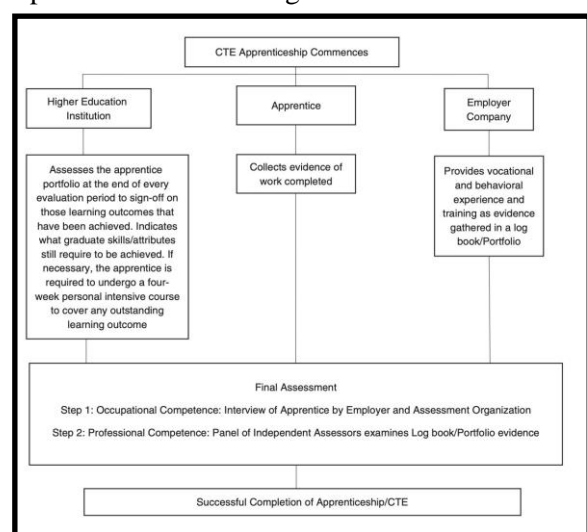 CTE Apprenticeship Commences
Higher Education
Institution
Apprentice
Employer
Company
Assesses the apprentice
portfolio at the end of every
evaluation period to sign-off on
those learning outcomes that
have been achieved. Indicates
what graduate skills/attributes
still require to be achieved. If
necessary, the apprentice is
required to undergo a four-
week personal intensive course
to cover any outstanding
learning outcome
Collects evidence of
work completed
Provides vocational
and behavioral
experience and
training as evidence
gathered in a log
book/Portfolio
Final Assessment
Step 1: Occupational Competence: Interview of Apprentice by Employer and Assessment Organization
Step 2: Professional Competence: Panel of Independent Assessors examines Log book/Portfolio evidence
Successful Completion of Apprenticeship/CTE